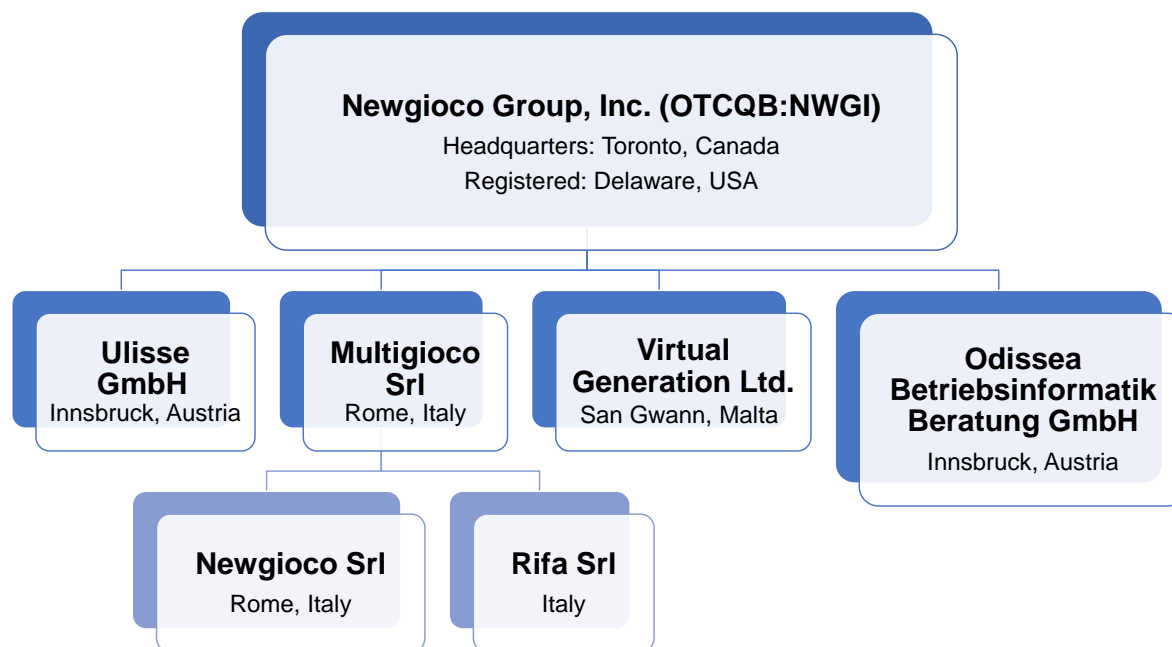 Newgioco Group, Inc. (OTCQB:NWGI)
Headquarters: Toronto, Canada
Registered: Delaware, USA
Ulisse
GmbH
Innsbruck, Austria
Multigioco
Srl
Rome, Italy
Virtual
Generation Ltd.
San Gwann, Malta
Odissea
Betriebsinformatik
Beratung GmbH
Innsbruck, Austria
Newgioco Srl
Rome, Italy
Rifa Srl
Italy